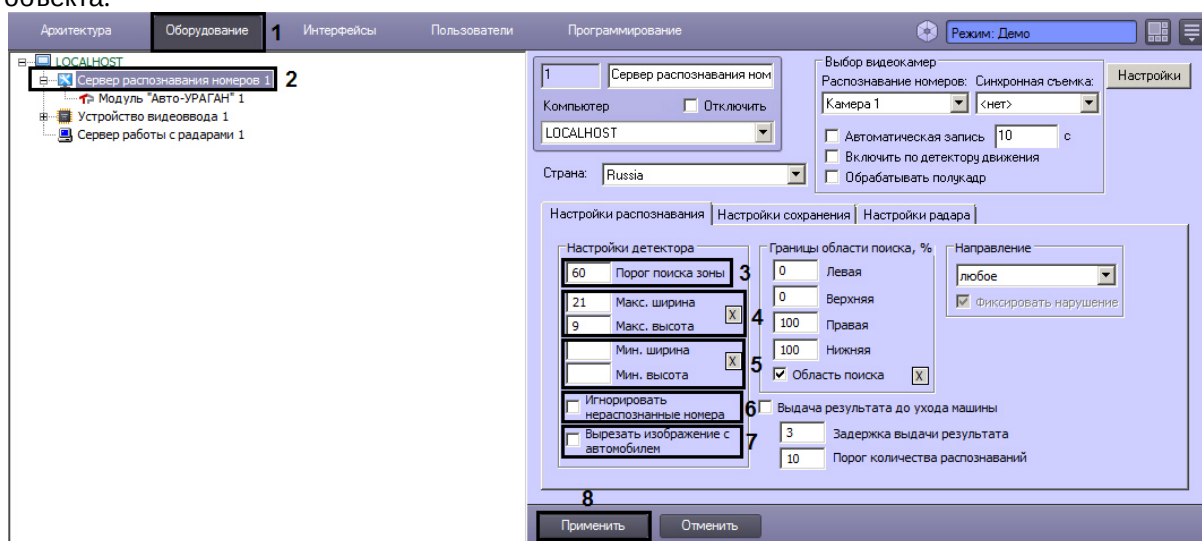 объекта.
Архитектура Оборудование 1 Интерфейсы Пользователи Программирование Режим: Демо
LOCALHOST
Сервер распознавания номеров 1 2
Модуль "Авто-УРАГАН" 1
Устройство видеоввода 1
Сервер работы с радарами 1
1 Сервер распознавания ном
Компьютер Отключить
LOCALHOST
Страна: Russia
Выбор видеокамер
Распознавание номеров: Синхронная съемка:
Камера 1 <нет>
Автоматическая запись 10 с
Включить по детектору движения
Обрабатывать полукадр
Настройки
Настройки распознавания Настройки сохранения Настройки радара
Настройки детектора
60 Порог поиска зоны 3
21 Макс. ширина
9 Макс. высота
X 4
Мин. ширина
Мин. высота
X 5
Игнорировать
нераспознанные номера 6
Вырезать изображение с
автомобилем 7
Границы области поиска, %
0 Левая
0 Верхняя
100 Правая
100 Нижняя
Область поиска X
Направление
любое
Фиксировать нарушение
Выдача результата до ухода машины
3 Задержка выдачи результата
10 Порог количества распознаваний
8
Применить Отменить